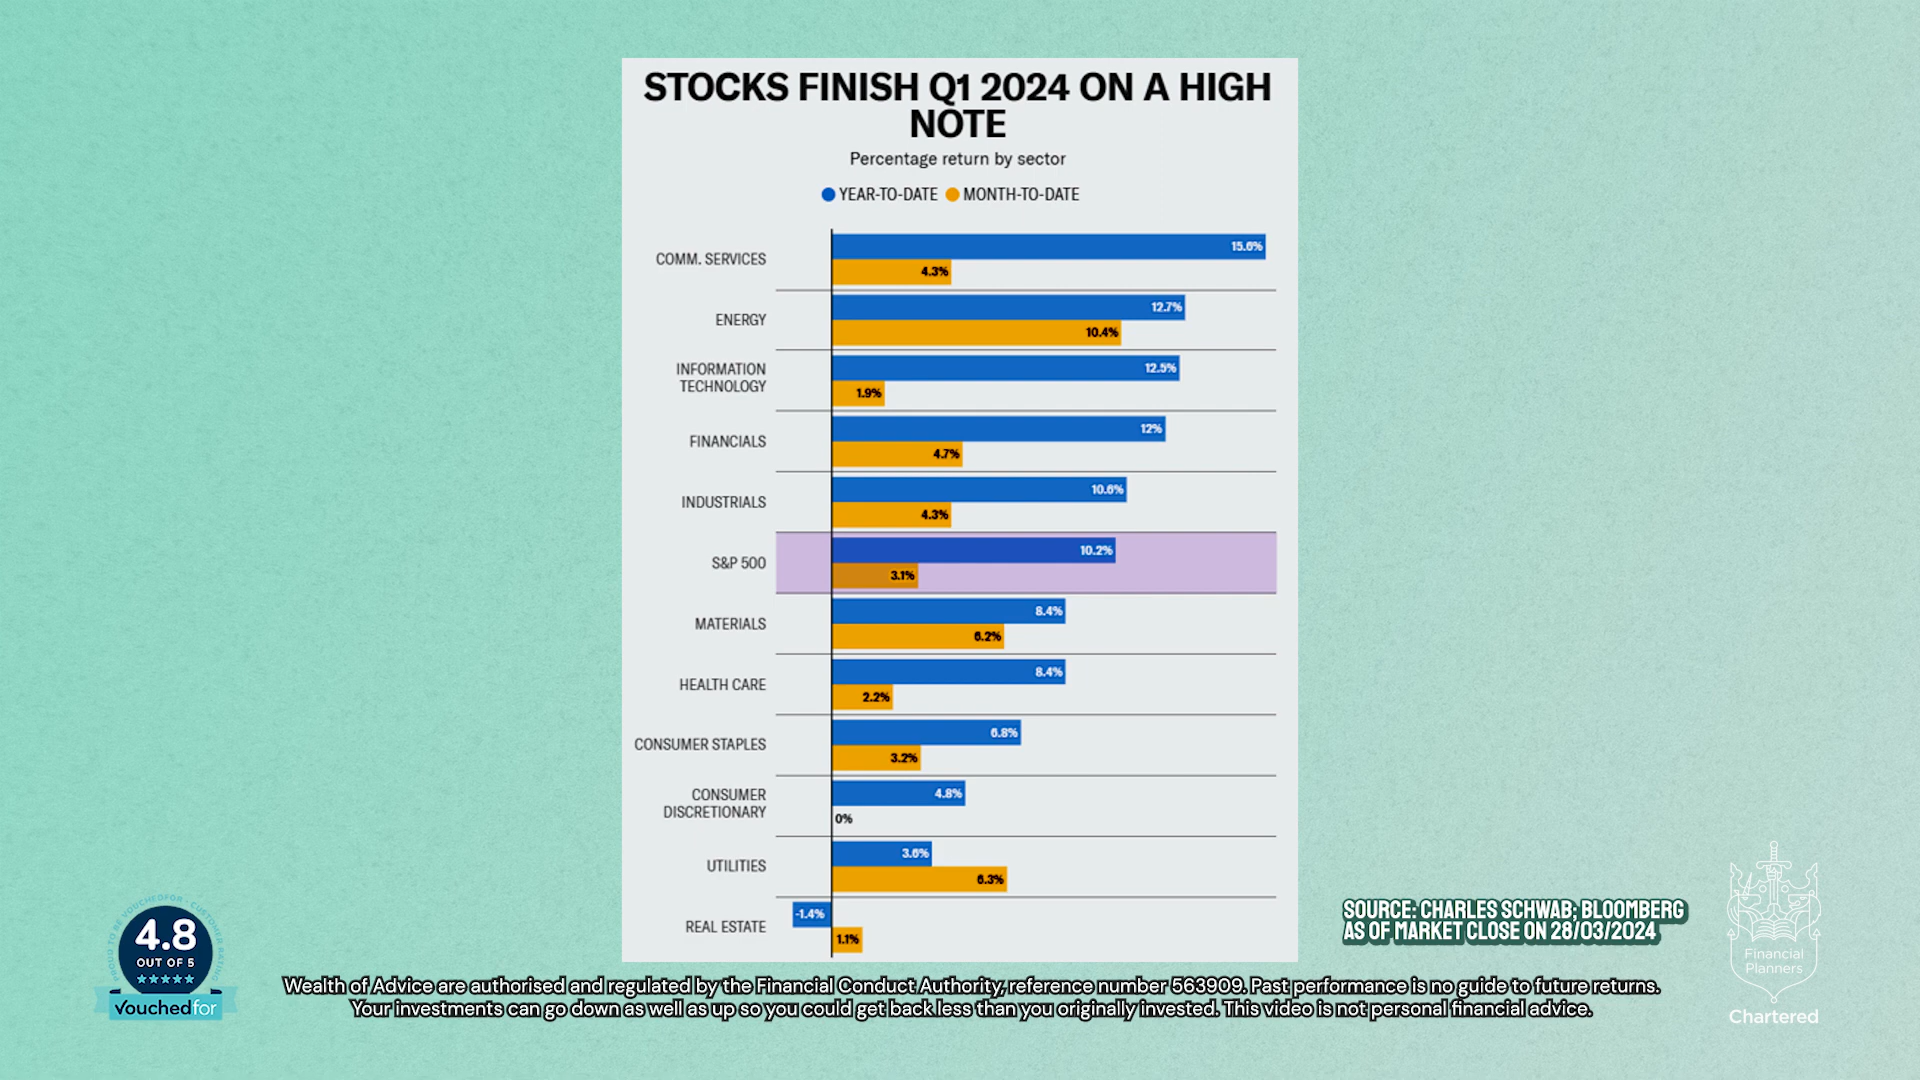 STOCKS FINISH Q1 2024 ON A HIGH
NOTE
Percentage return by sector
YEAR-TO-DATE MONTH-TO-DATE
COMM. SERVICES
15.6%
4.3%
ENERGY
12.7%
10.4%
INFORMATION
TECHNOLOGY
12.5%
1.9%
FINANCIALS
12%
4.7%
INDUSTRIALS
10.6%
4.3%
S&P 500
10.2%
3.1%
MATERIALS
8.4%
6.2%
HEALTH CARE
8.4%
2.2%
CONSUMER STAPLES
6.8%
3.2%
CONSUMER
DISCRETIONARY
4.8%
0%
UTILITIES
3.6%
6.3%
REAL ESTATE
-1.4%
1.1%
SOURCE: CHARLES SCHWAB; BLOOMBERG
AS OF MARKET CLOSE ON 28/03/2024
4.8
OUT OF 5
Vouchedfor
Financial
Planners
Chartered
Wealth of Advice are authorised and regulated by the Financial Conduct Authority, reference number 563909. Past performance is no guide to future returns.
Your investments can go down as well as up so you could get back less than you originally invested. This video is not personal financial advice.